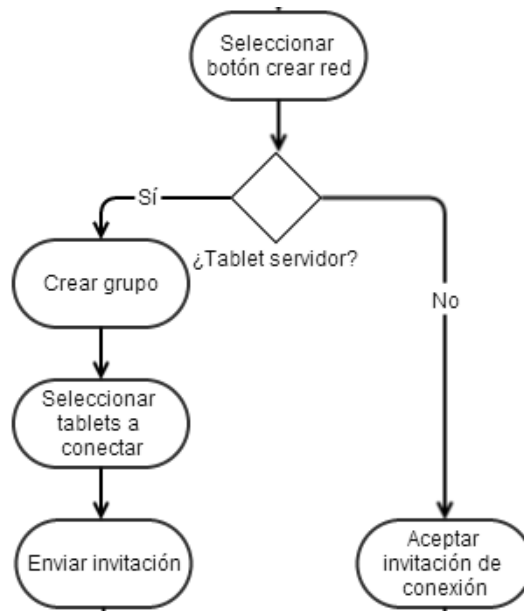 Seleccionar
botón crear red
Sí
¿Tablet servidor?
Crear grupo
No
Seleccionar
tablets a
conectar
Enviar invitación
Aceptar
invitación de
conexión